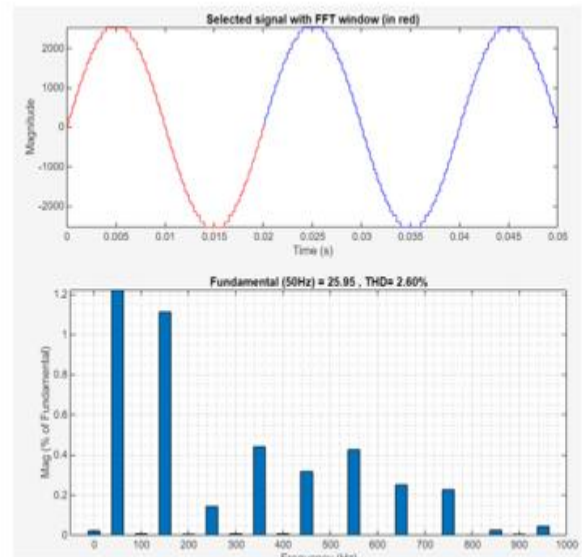 Selected signal with FFT window (in red)
2000
1000
0
-1000
-2000
Magnitude
0 0.005 0.01 0.015 0.02 0.025 0.03 0.035 0.04 0.045 0.05
Time (s)
Fundamental (50Hz) = 25.95 , THD= 2.60%
1.2
1
0.8
0.6
0.4
0.2
0
Mag (% of Fundamental)
0 100 200 300 400 500 600 700 800 900 1000
Frequency (Hz)